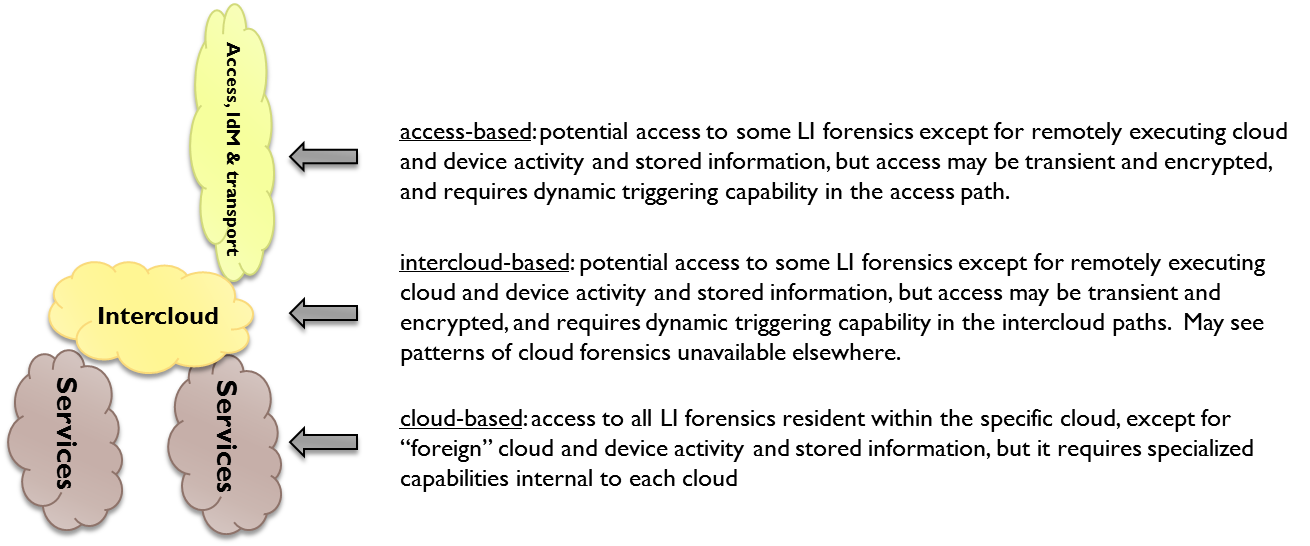 Access, IdM & transport
access-based: potential access to some LI forensics except for remotely executing cloud
and device activity and stored information, but access may be transient and encrypted,
and requires dynamic triggering capability in the access path.
Intercloud
intercloud-based: potential access to some LI forensics except for remotely executing
cloud and device activity and stored information, but access may be transient and
encrypted, and requires dynamic triggering capability in the intercloud paths.  May see
patterns of cloud forensics unavailable elsewhere.
Services
Services
cloud-based: access to all LI forensics resident within the specific cloud, except for
“foreign” cloud and device activity and stored information, but it requires specialized
capabilities internal to each cloud